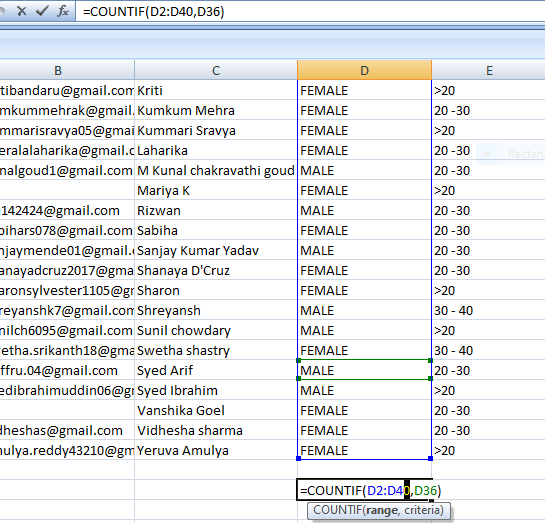 =COUNTIF(D2:D40,D36)
B C D E
tibandaru@gmail.com Kriti FEMALE >20
mkummehrak@gmail. Kumkum Mehra FEMALE 20 -30
mmarisravya05@gmai Kummari Sravya FEMALE >20
eralalaharika@gmail.c Laharika FEMALE 20 -30
nalgoud1@gmail.com M Kunal chakravathi goud MALE 20 -30
Mariya K FEMALE >20
142424@gmail.com Rizwan MALE 20 -30
bihars078@gmail.com Sabiha FEMALE 20 -30
njaymende01@gmail.co Sanjay Kumar Yadav MALE 20 -30
anayadcruz2017@gma Shanaya D'Cruz FEMALE 20 -30
aronsylvester1105@gr Sharon FEMALE >20
reyanshk7@gmail.com Shreyansh MALE 30 - 40
nilch6095@gmail.com Sunil chowdary MALE >20
etha.srikanth18@gma Swetha shastry FEMALE 30 - 40
ffru.04@gmail.com Syed Arif MALE 20 -30
edibrahimuddin06@gr Syed Ibrahim MALE >20
Vanshika Goel FEMALE 20 -30
dheshas@gmail.com Vidhesha sharma FEMALE 20 -30
ulya.reddy43210@gm Yeruva Amulya FEMALE >20
=COUNTIF(D2:D40,D36)
COUNTIF(range, criteria)